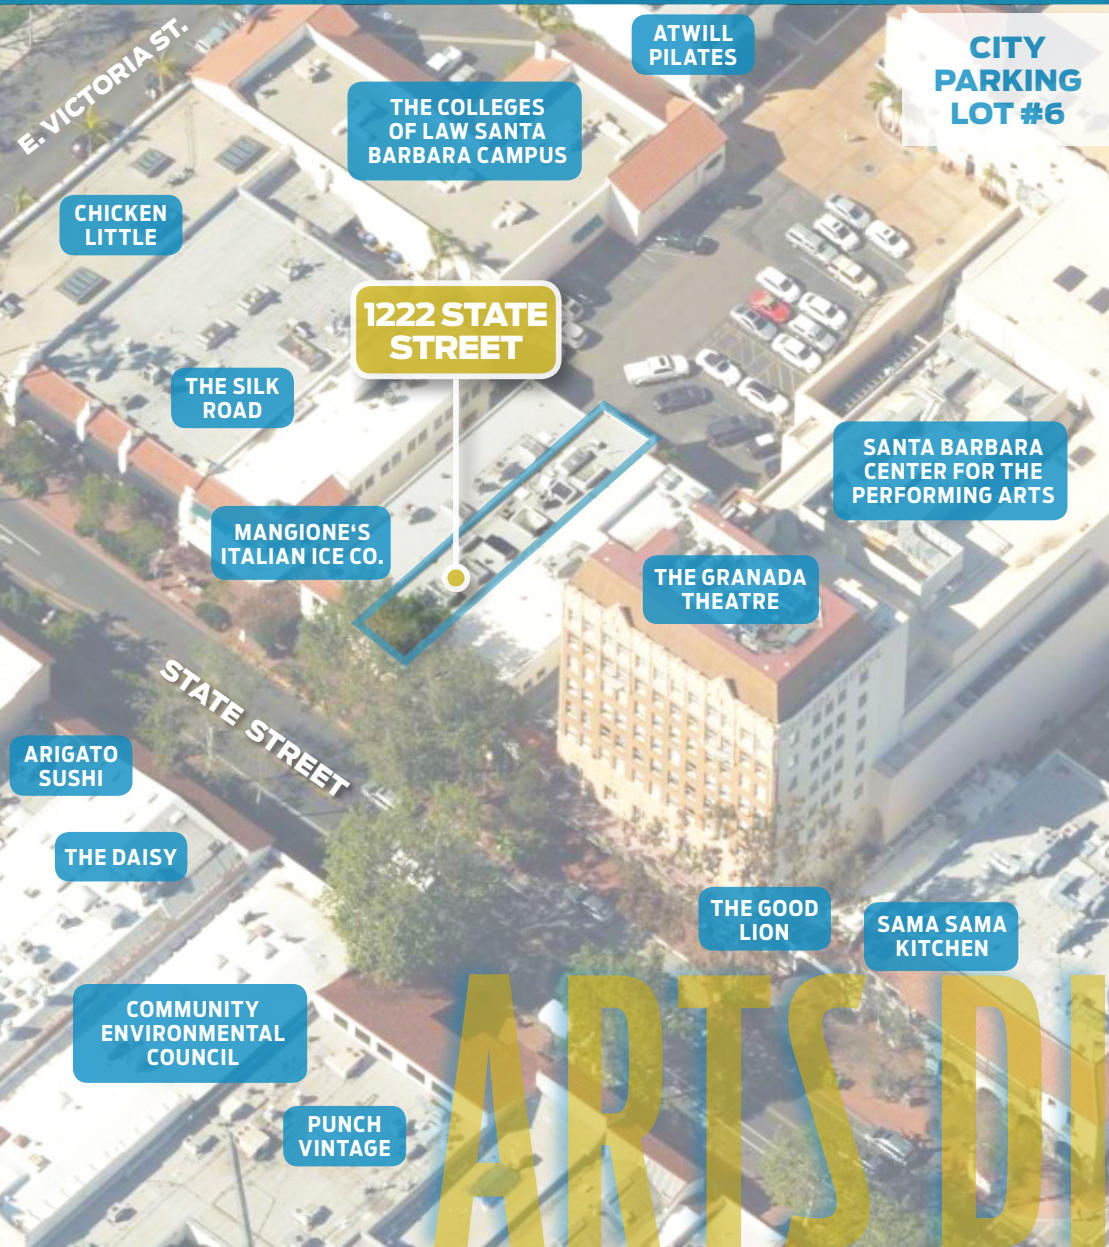 E. VICTORIA ST.
ATWILL
PILATES
CITY
PARKING
LOT #6
THE COLLEGES
OF LAW SANTA
BARBARA CAMPUS
CHICKEN
LITTLE
1222 STATE
STREET
THE SILK
ROAD
SANTA BARBARA
CENTER FOR THE
PERFORMING ARTS
MANGIONE‘S
ITALIAN ICE CO.
THE GRANADA
THEATRE
STATE STREET
ARIGATO
SUSHI
THE DAISY
THE GOOD
LION
SAMA SAMA
KITCHEN
COMMUNITY
ENVIRONMENTAL
COUNCIL
PUNCH
VINTAGE
ARTS DI